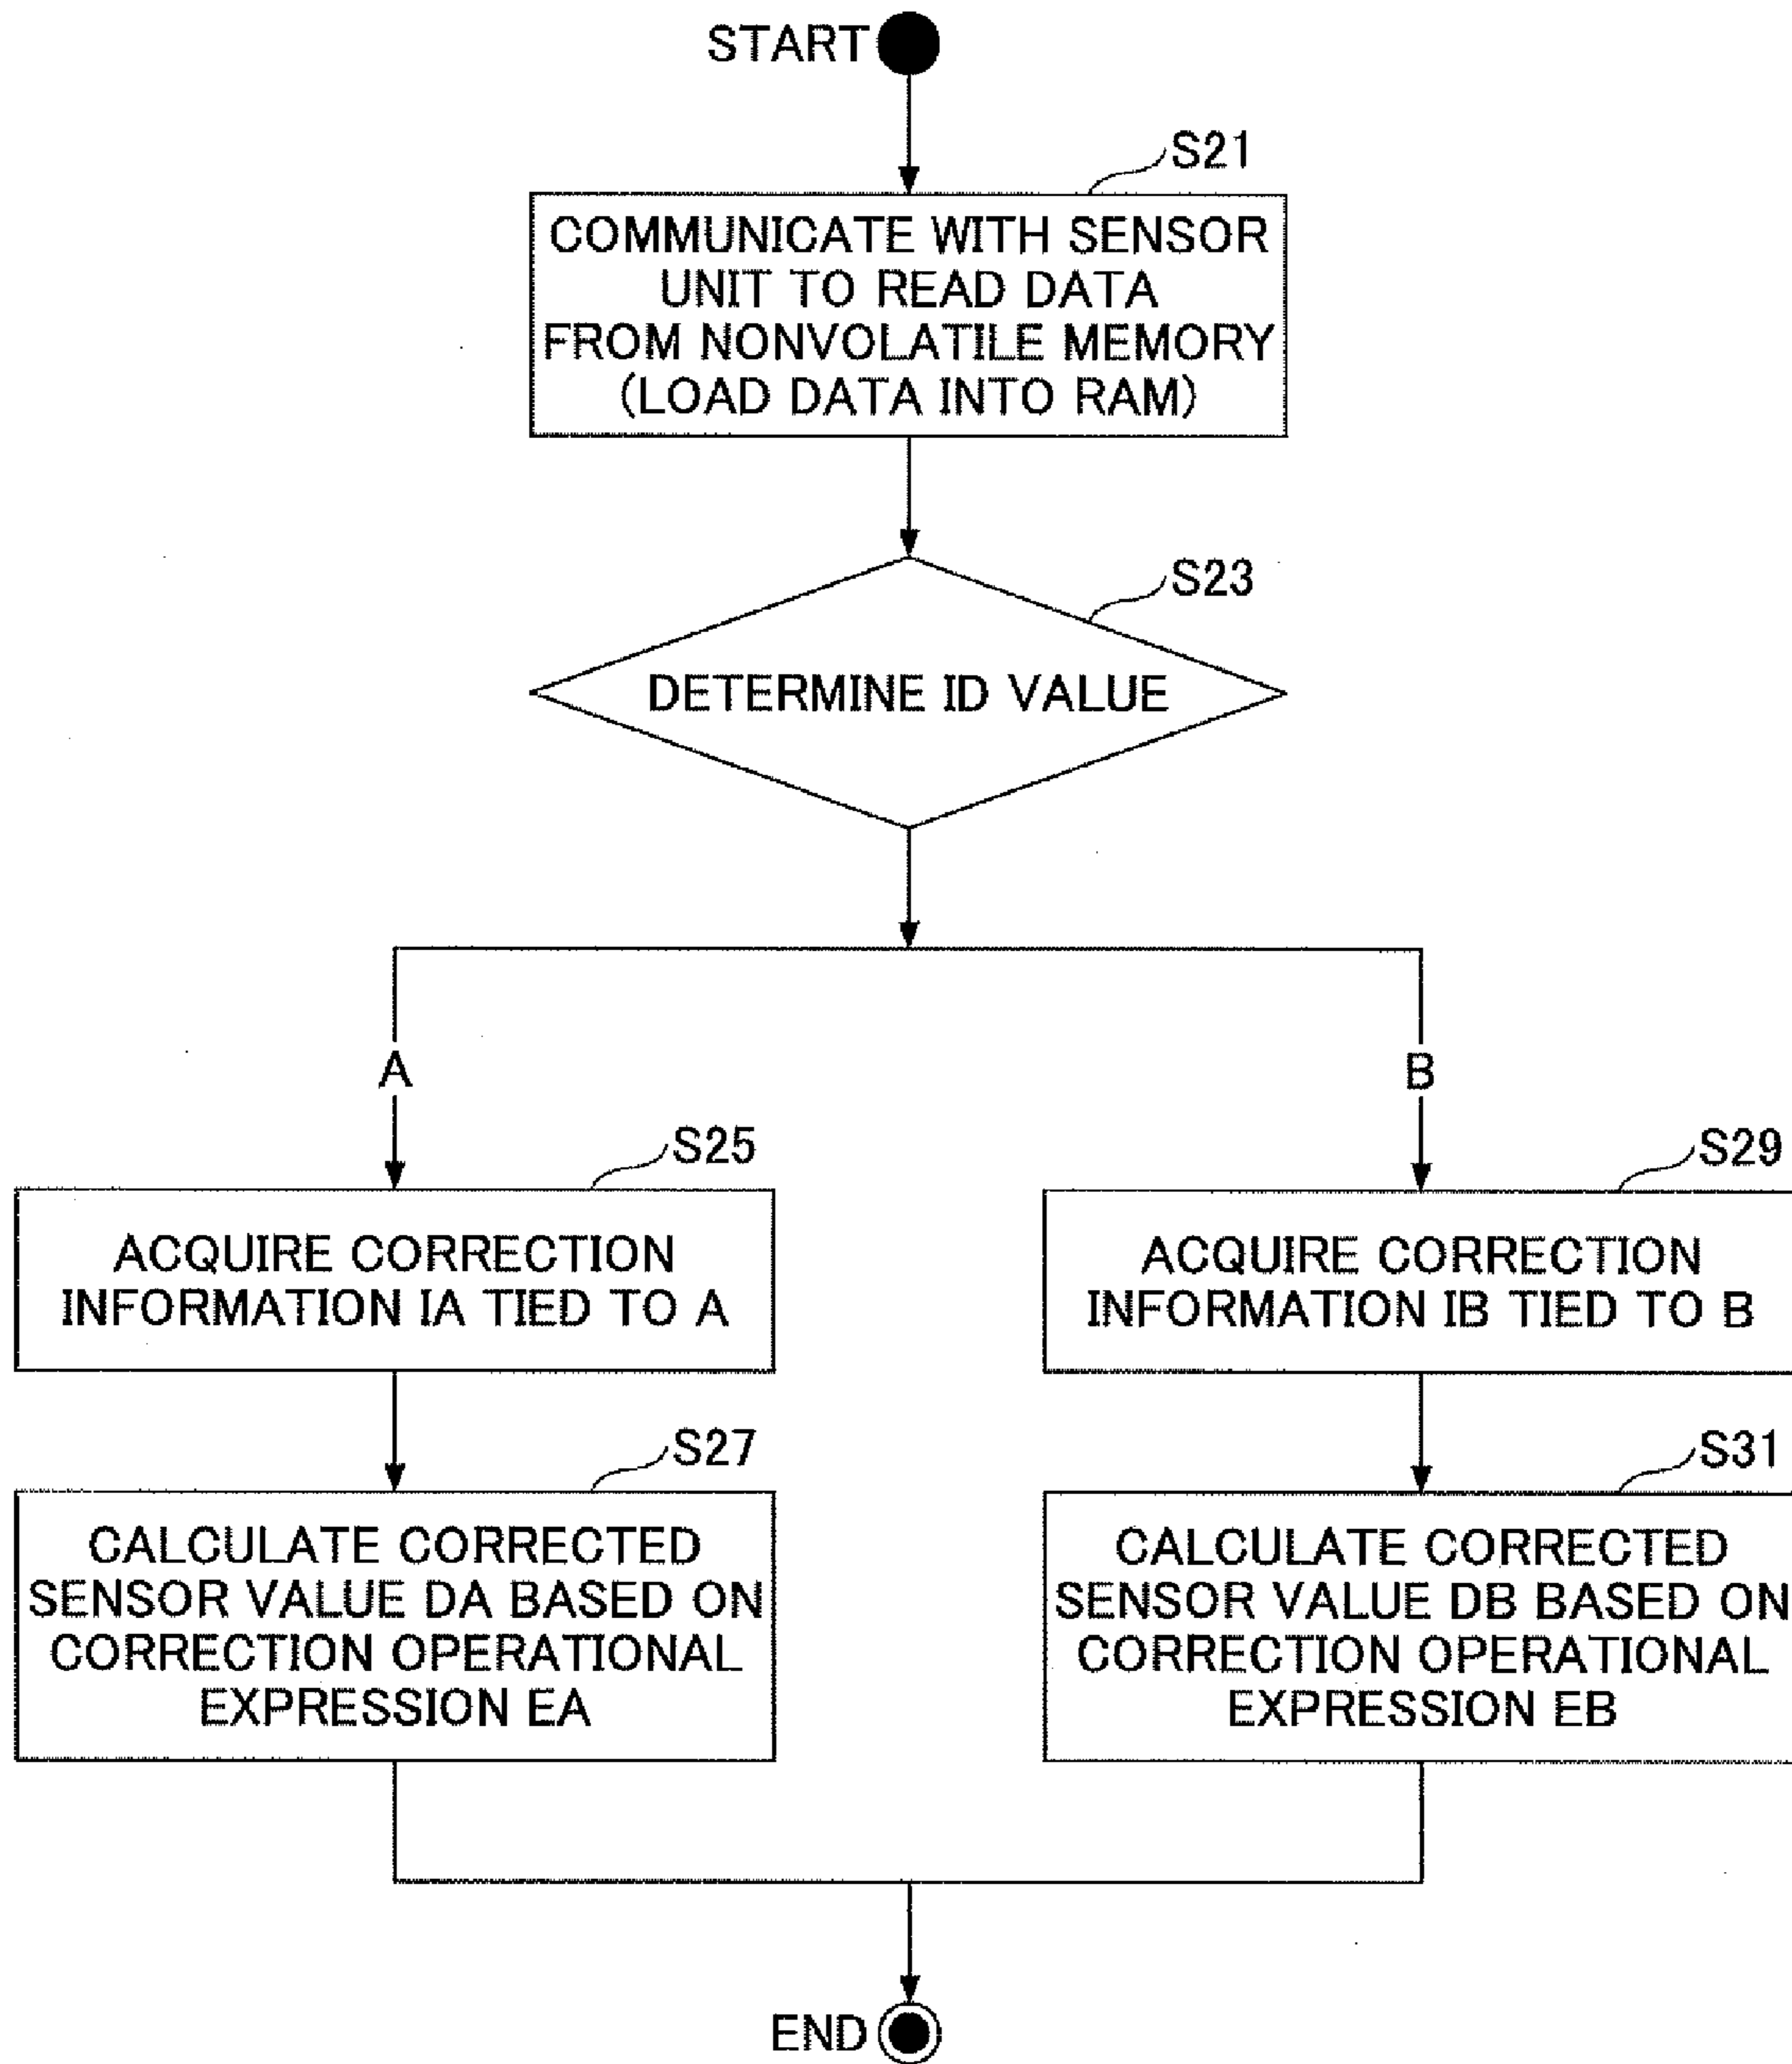 START
S21
COMMUNICATE WITH SENSOR
UNIT TO READ DATA
FROM NONVOLATILE MEMORY
(LOAD DATA INTO RAM)
S23
DETERMINE ID VALUE
A
B
S25
ACQUIRE CORRECTION
INFORMATION IA TIED TO A
S29
ACQUIRE CORRECTION
INFORMATION IB TIED TO B
S27
CALCULATE CORRECTED
SENSOR VALUE DA BASED ON
CORRECTION OPERATIONAL
EXPRESSION EA
S31
CALCULATE CORRECTED
SENSOR VALUE DB BASED ON
CORRECTION OPERATIONAL
EXPRESSION EB
END